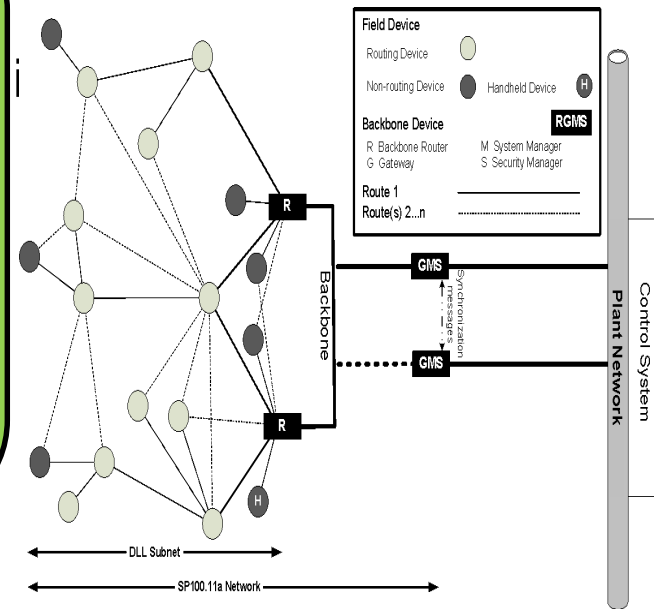 i
Field Device
Routing Device
Non-routing Device
Handheld Device
H
Backbone Device
RGMS
R Backbone Router
M System Manager
G Gateway
S Security Manager
Route 1
Route(s) 2...n
R
GMS
Synchronization
messages
Backbone
GMS
R
H
Plant Network
Control System
DLL Subnet
SP100.11a Network